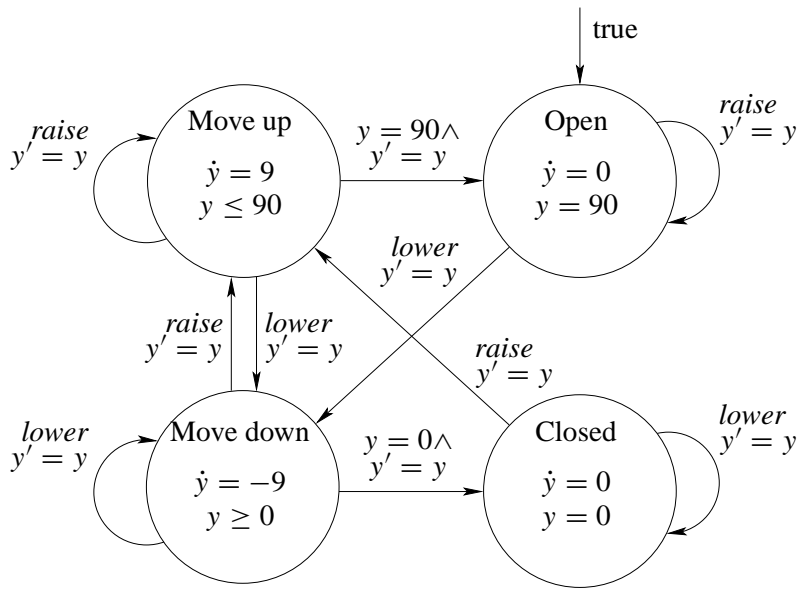 true
raise
y′ = y
Move up
ẏ = 9
y ≤ 90
y = 90∧
y′ = y
Open
ẏ = 0
y = 90
raise
y′ = y
lower
y′ = y
raise
y′ = y
lower
y′ = y
raise
y′ = y
lower
y′ = y
Move down
ẏ = −9
y ≥ 0
y = 0∧
y′ = y
Closed
ẏ = 0
y = 0
lower
y′ = y